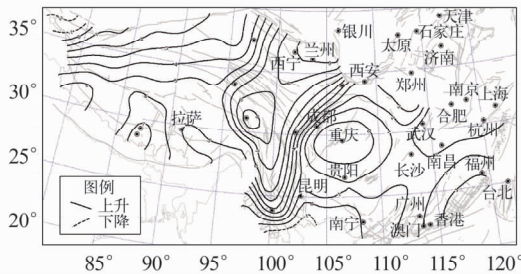 35°
30°
25°
20°
天津
银川
石家庄
太原
兰州
济南
西宁
西安
郑州
南京
上海
合肥
拉萨
成都
重庆
武汉
杭州
长沙
南昌
贵阳
福州
昆明
台北
广州
南宁
香港
澳门
图例
上升
下降
85°
90°
95°
100°
105°
110°
115°
120°